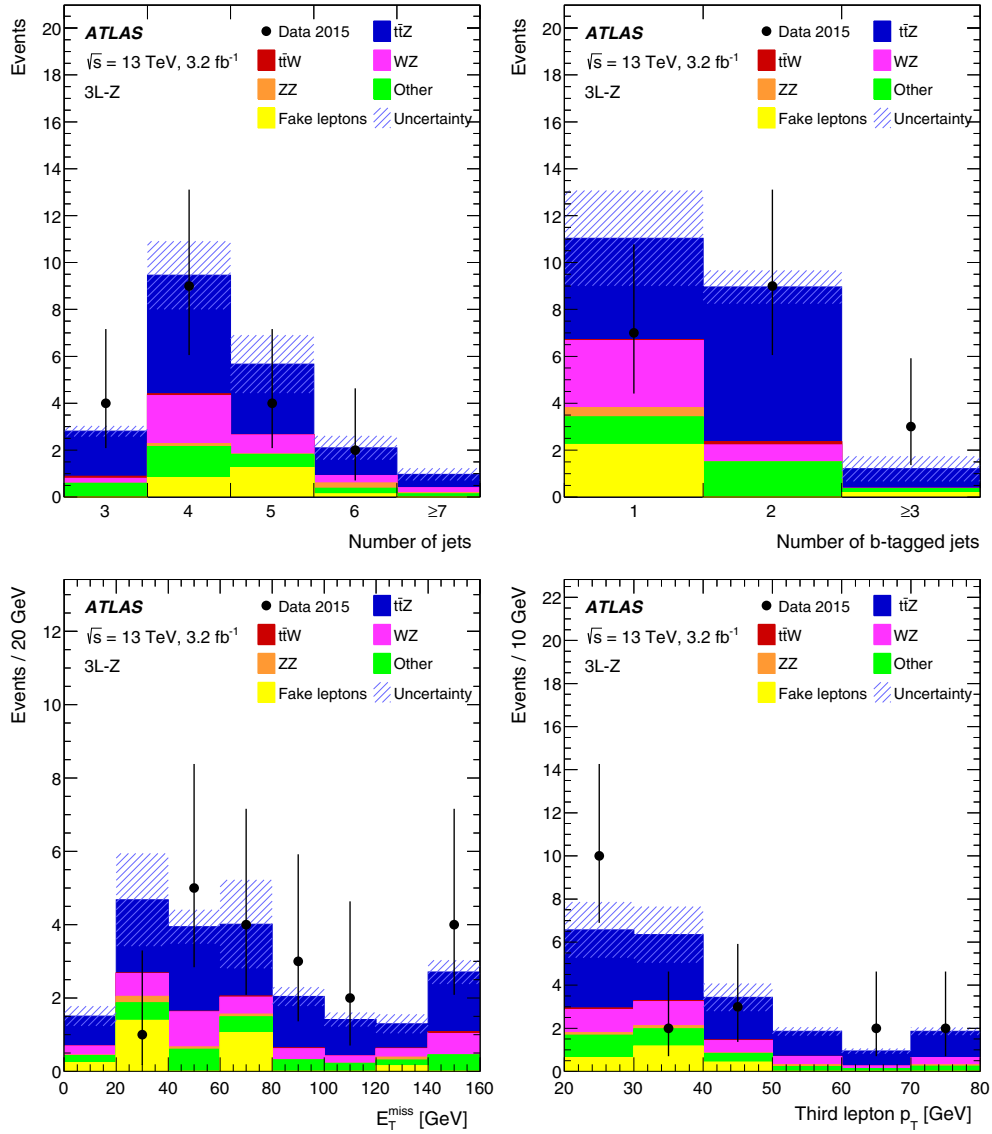 Events
20
18
16
14
12
10
8
6
4
2
0
ATLAS
√s = 13 TeV, 3.2 fb⁻¹
3L-Z
Data 2015
tt̄W
ZZ
Fake leptons
tt̄Z
WZ
Other
Uncertainty
3 4 5 6 ≥7
Number of jets
Events
20
18
16
14
12
10
8
6
4
2
0
ATLAS
√s = 13 TeV, 3.2 fb⁻¹
3L-Z
Data 2015
tt̄W
ZZ
Fake leptons
tt̄Z
WZ
Other
Uncertainty
1 2 ≥3
Number of b-tagged jets
Events / 20 GeV
12
10
8
6
4
2
0
ATLAS
√s = 13 TeV, 3.2 fb⁻¹
3L-Z
Data 2015
tt̄W
ZZ
Fake leptons
tt̄Z
WZ
Other
Uncertainty
0 20 40 60 80 100 120 140 160
E_T^miss [GeV]
Events / 10 GeV
22
20
18
16
14
12
10
8
6
4
2
0
ATLAS
√s = 13 TeV, 3.2 fb⁻¹
3L-Z
Data 2015
tt̄W
ZZ
Fake leptons
tt̄Z
WZ
Other
Uncertainty
20 30 40 50 60 70 80
Third lepton p_T [GeV]